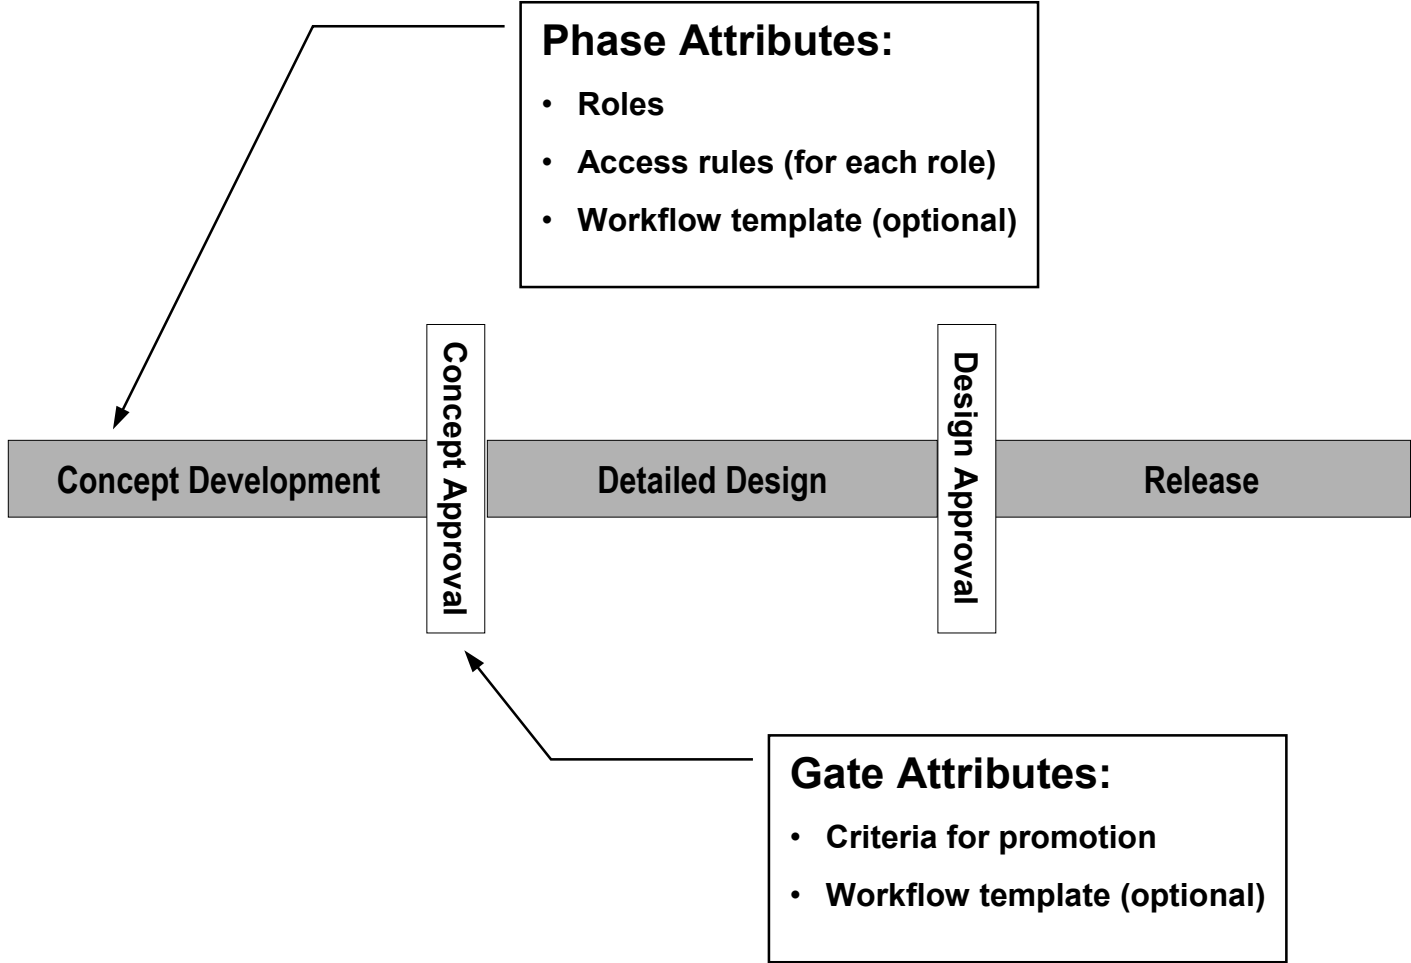 Phase Attributes:
• Roles
• Access rules (for each role)
• Workflow template (optional)
Concept Development
Concept Approval
Detailed Design
Design Approval
Release
Gate Attributes:
• Criteria for promotion
• Workflow template (optional)